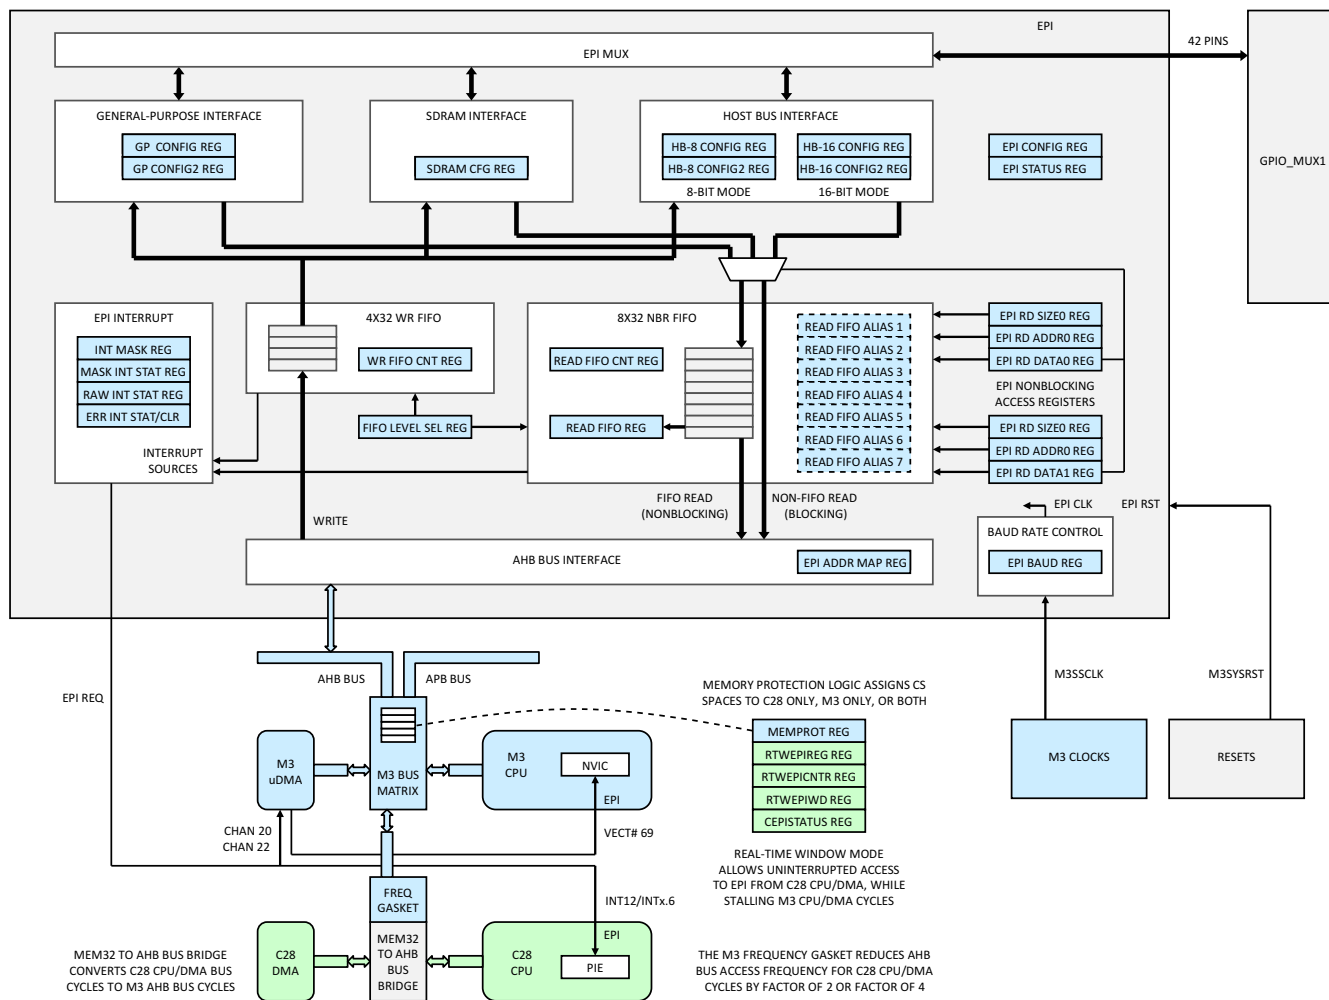 EPI
EPI MUX
42 PINS
GPIO_MUX1
GENERAL-PURPOSE INTERFACE
GP CONFIG REG
GP CONFIG2 REG
SDRAM INTERFACE
SDRAM CFG REG
HOST BUS INTERFACE
HB-8 CONFIG REG
HB-8 CONFIG2 REG
8-BIT MODE
HB-16 CONFIG REG
HB-16 CONFIG2 REG
16-BIT MODE
EPI CONFIG REG
EPI STATUS REG
EPI INTERRUPT
INT MASK REG
MASK INT STAT REG
RAW INT STAT REG
ERR INT STAT/CLR
INTERRUPT
SOURCES
4X32 WR FIFO
WR FIFO CNT REG
FIFO LEVEL SEL REG
8X32 NBR FIFO
READ FIFO CNT REG
READ FIFO REG
READ FIFO ALIAS 1
READ FIFO ALIAS 2
READ FIFO ALIAS 3
READ FIFO ALIAS 4
READ FIFO ALIAS 5
READ FIFO ALIAS 6
READ FIFO ALIAS 7
EPI RD SIZE0 REG
EPI RD ADDR0 REG
EPI RD DATA0 REG
EPI NONBLOCKING
ACCESS REGISTERS
EPI RD SIZE0 REG
EPI RD ADDR0 REG
EPI RD DATA1 REG
WRITE
FIFO READ
(NONBLOCKING)
NON-FIFO READ
(BLOCKING)
EPI CLK
EPI RST
BAUD RATE CONTROL
EPI BAUD REG
AHB BUS INTERFACE
EPI ADDR MAP REG
EPI REQ
AHB BUS
APB BUS
M3SSCLK
M3SYSRST
MEMORY PROTECTION LOGIC ASSIGNS CS
SPACES TO C28 ONLY, M3 ONLY, OR BOTH
MEMPROT REG
RTWEPIREG REG
RTWEPICNTR REG
RTWEPIWD REG
CEPISTATUS REG
M3 CLOCKS
RESETS
M3
uDMA
M3 BUS
MATRIX
M3
CPU
NVIC
EPI
CHAN 20
CHAN 22
VECT# 69
REAL-TIME WINDOW MODE
ALLOWS UNINTERRUPTED ACCESS
TO EPI FROM C28 CPU/DMA, WHILE
STALLING M3 CPU/DMA CYCLES
FREQ
GASKET
INT12/INTx.6
MEM32 TO AHB BUS BRIDGE
CONVERTS C28 CPU/DMA BUS
CYCLES TO M3 AHB BUS CYCLES
C28
DMA
MEM32
TO AHB
BUS
BRIDGE
C28
CPU
EPI
PIE
THE M3 FREQUENCY GASKET REDUCES AHB
BUS ACCESS FREQUENCY FOR C28 CPU/DMA
CYCLES BY FACTOR OF 2 OR FACTOR OF 4